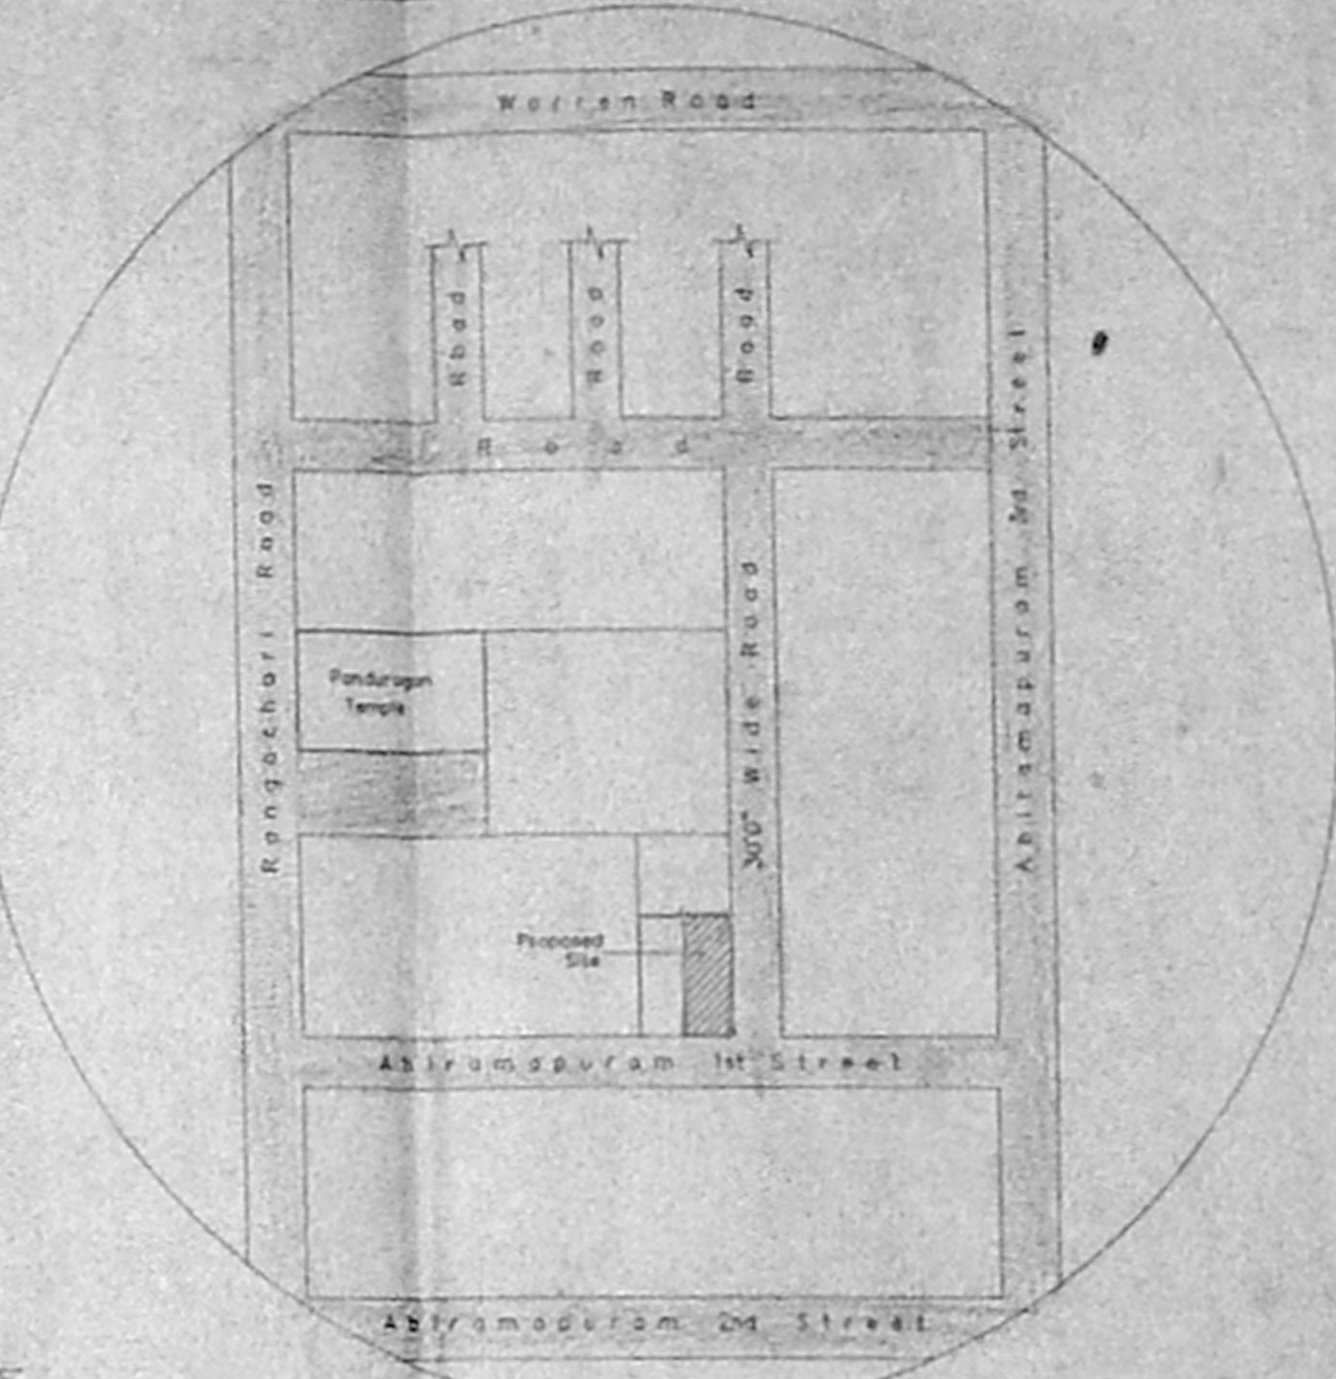 Warren Road
Road
Road
Road
Road
Rangachari Road
Abiramapuram 3rd Street
30'0" Wide Road
Pandurangan
Temple
Proposed
Site
Abiramapuram 1st Street
Abiramapuram 2nd Street